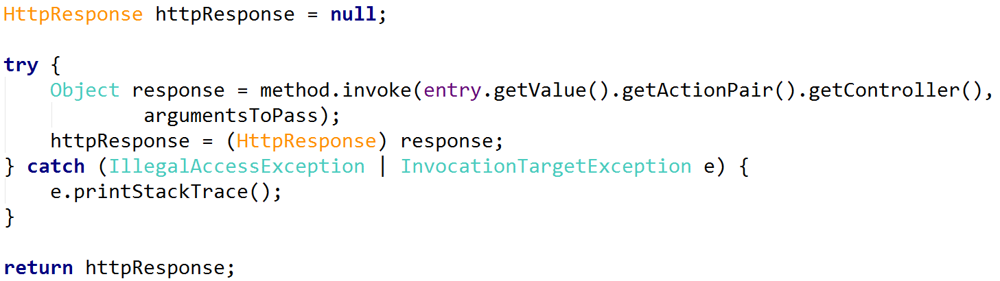 HttpResponse httpResponse = null;
try {
Object response = method.invoke(entry.getValue().getActionPair().getController(),
argumentsToPass);
httpResponse = (HttpResponse) response;
} catch (IllegalAccessException | InvocationTargetException e) {
e.printStackTrace();
}
return httpResponse;